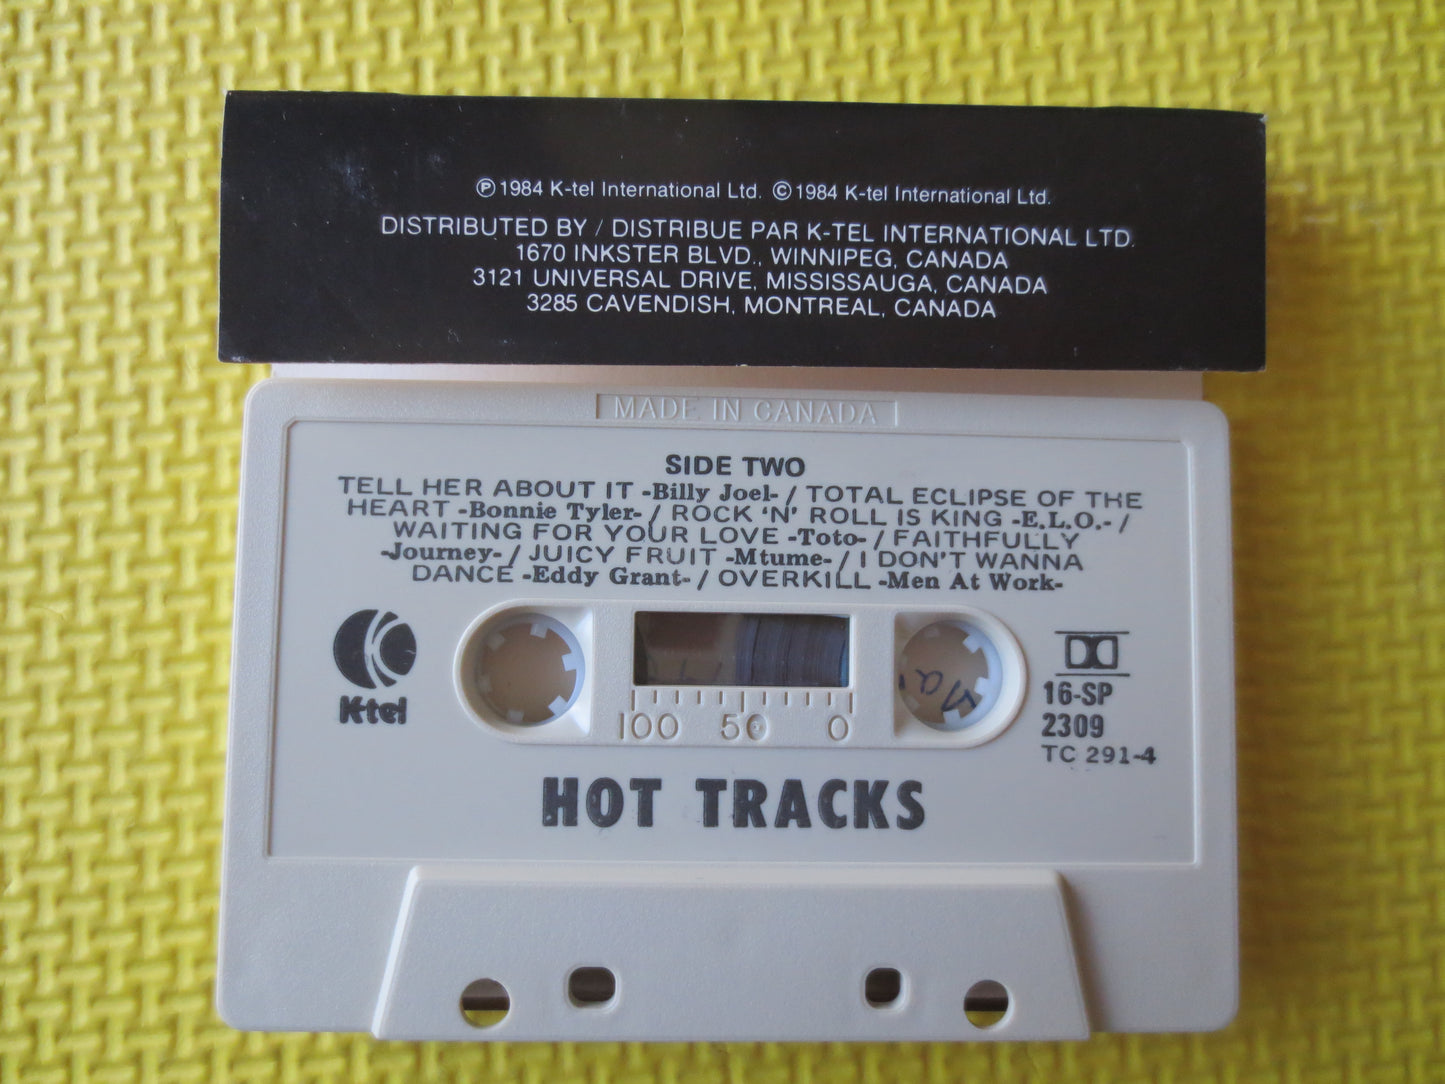 Ⓟ 1984 K-tel International Ltd. © 1984 K-tel International Ltd.
DISTRIBUTED BY / DISTRIBUE PAR K-TEL INTERNATIONAL LTD.
1670 INKSTER BLVD., WINNIPEG, CANADA
3121 UNIVERSAL DRIVE, MISSISSAUGA, CANADA
3285 CAVENDISH, MONTREAL, CANADA
MADE IN CANADA
SIDE TWO
TELL HER ABOUT IT -Billy Joel- / TOTAL ECLIPSE OF THE
HEART -Bonnie Tyler- / ROCK 'N' ROLL IS KING -E.L.O.- /
WAITING FOR YOUR LOVE -Toto- / FAITHFULLY
-Journey- / JUICY FRUIT -Mtume- / I DON'T WANNA
DANCE -Eddy Grant- / OVERKILL -Men At Work-
K-tel
16-SP
2309
TC 291-4
100 50 0
HOT TRACKS